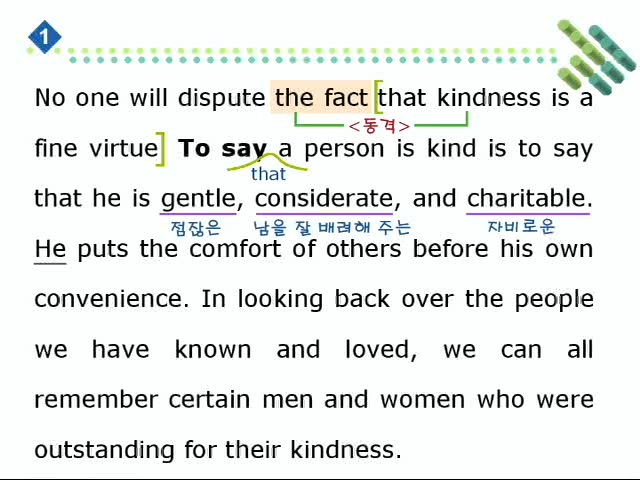 1
No one will dispute the fact [that kindness is a
<동격>
fine virtue] To say a person is kind is to say
that
that he is gentle, considerate, and charitable.
점잖은 남을 잘 배려해 주는 자비로운
He puts the comfort of others before his own
convenience. In looking back over the people
we have known and loved, we can all
remember certain men and women who were
outstanding for their kindness.